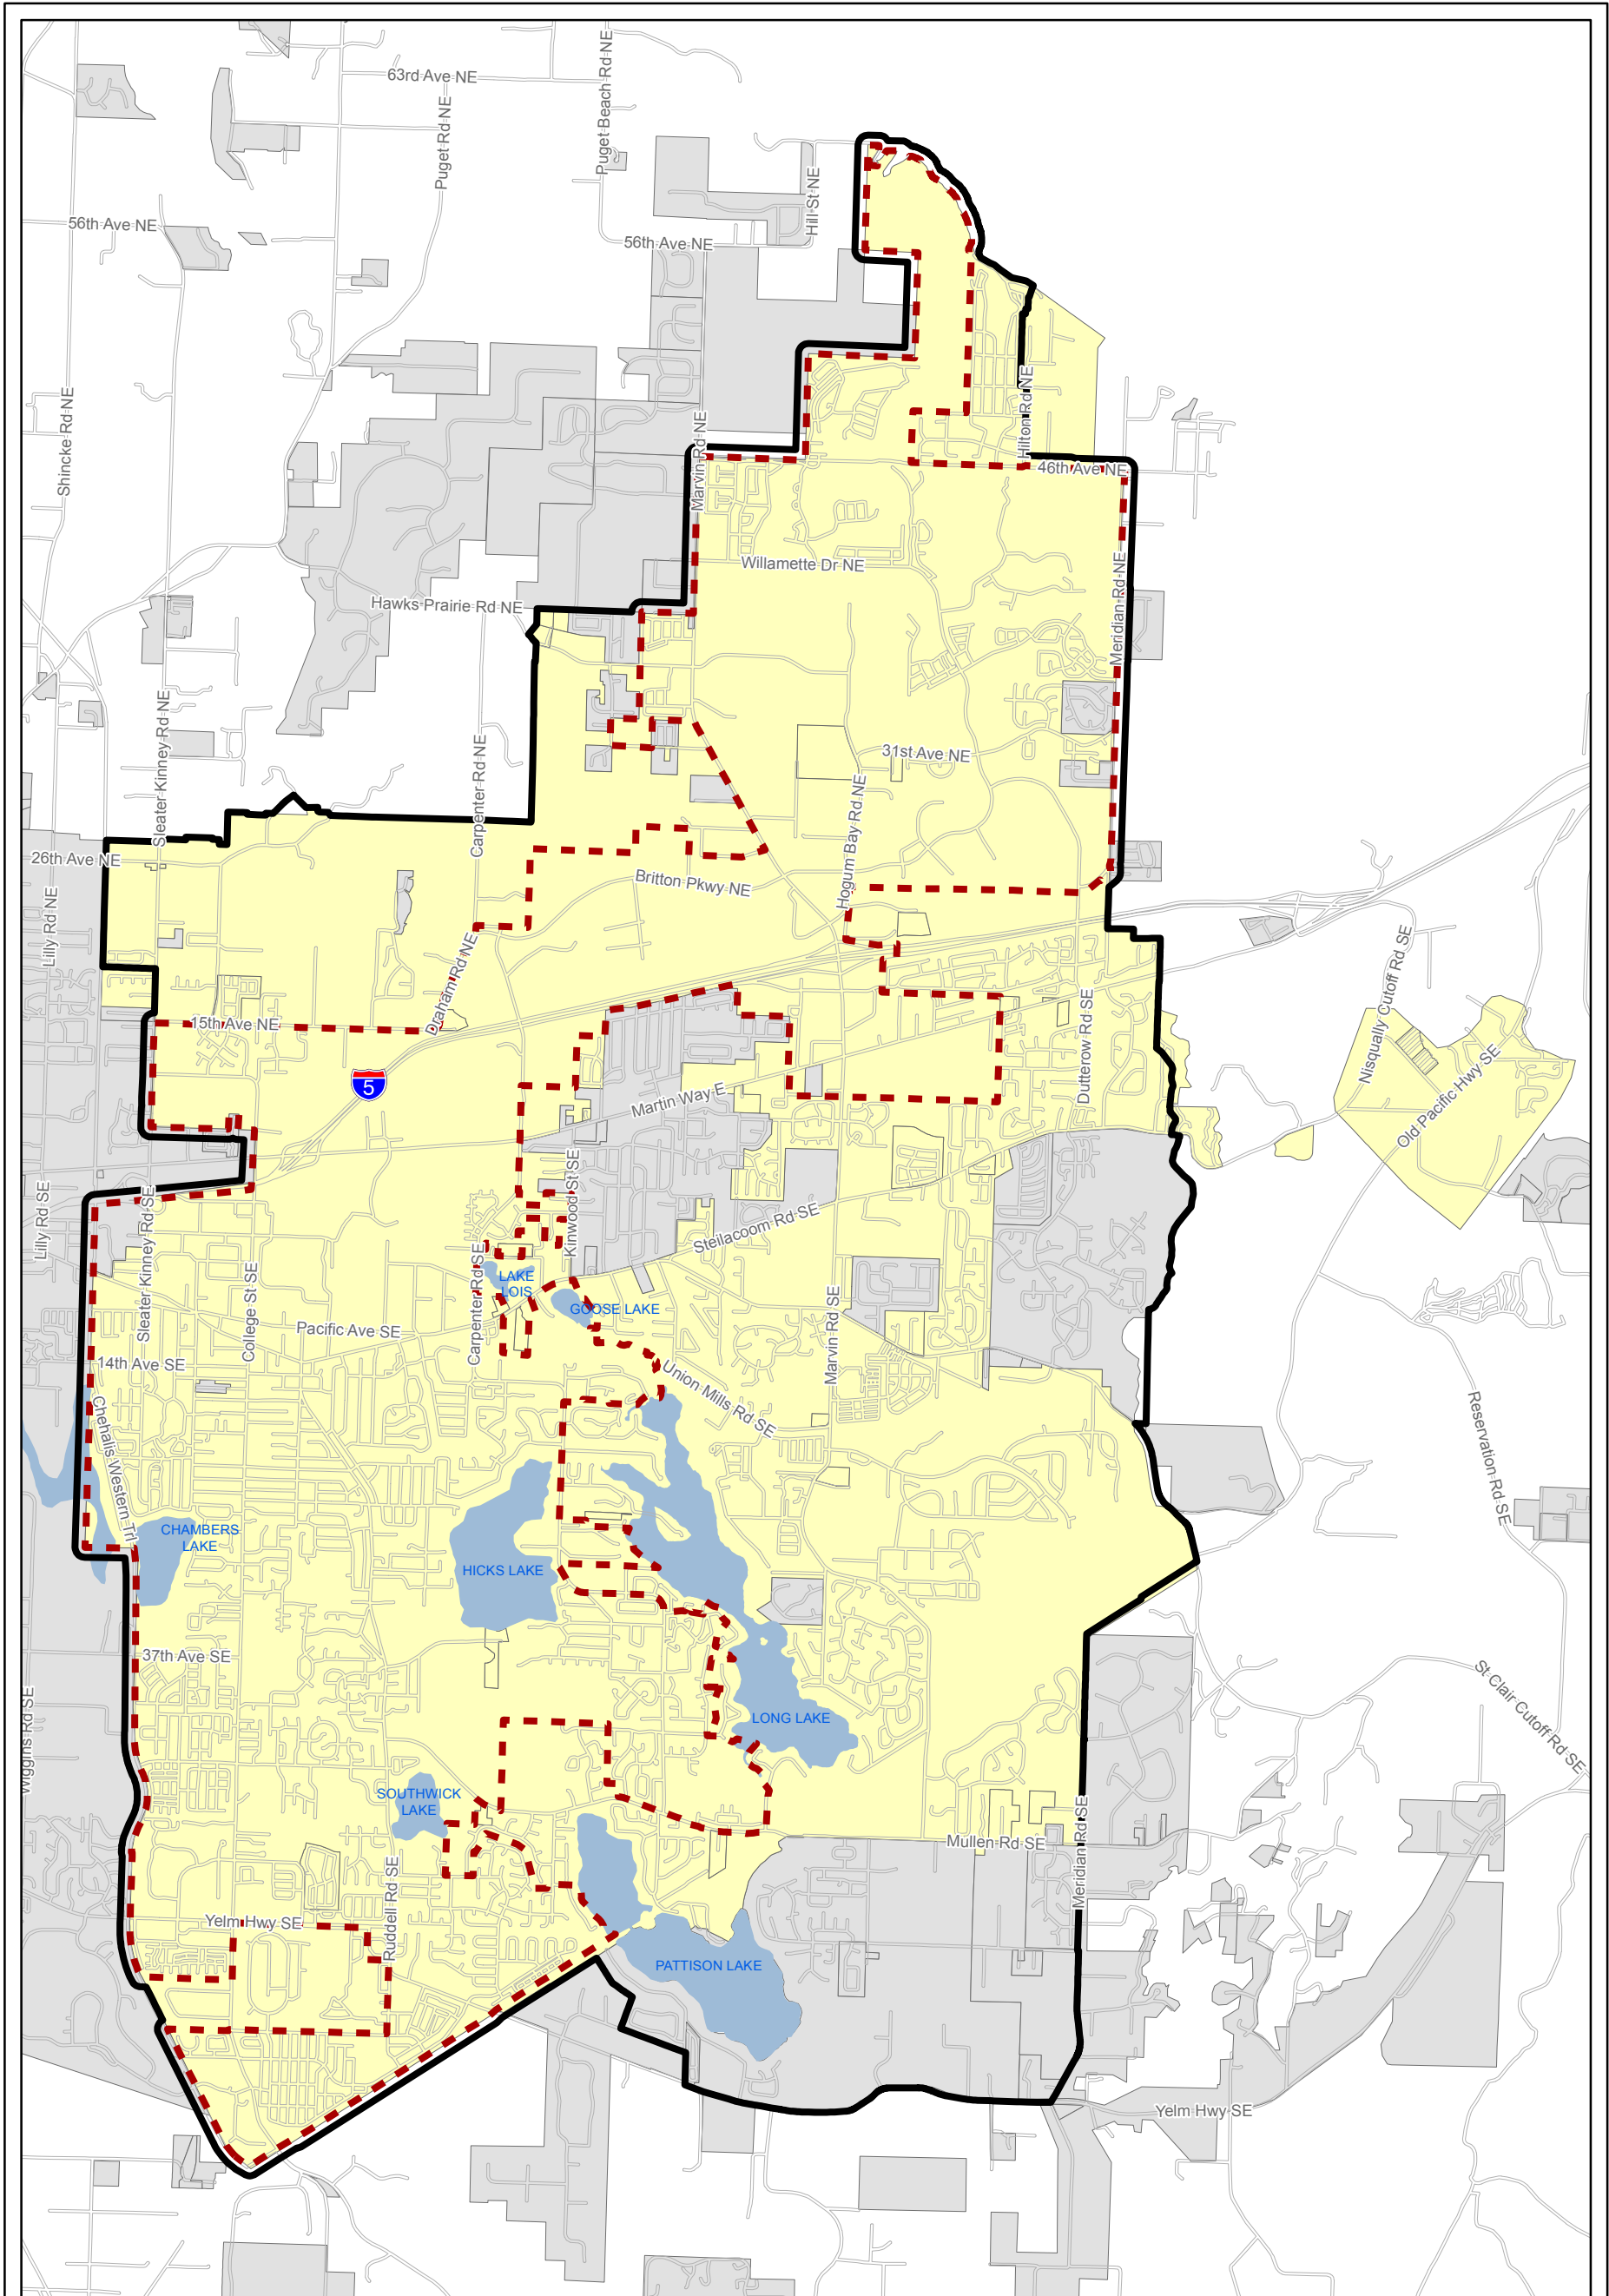 63rd Ave NE
Puget Rd NE
Puget Beach Rd NE
Hill St NE
56th Ave NE
56th Ave NE
Shincke Rd NE
Marvin Rd NE
Hilton Rd NE
46th Ave NE
Willamette Dr NE
Hawks Prairie Rd NE
Meridian Rd NE
Sleater Kinney Rd NE
Carpenter Rd NE
31st Ave NE
Hogum Bay Rd NE
26th Ave NE
Britton Pkwy NE
Lilly Rd NE
Draham Rd NE
15th Ave NE
5
Nisqually Cutoff Rd SE
Dutterow Rd SE
Martin Way E
Old Pacific Hwy SE
Lilly Rd SE
Sleater Kinney Rd SE
College St SE
Kinwood St SE
Steilacoom Rd SE
Carpenter Rd SE
LAKE
LOIS
GOOSE LAKE
Pacific Ave SE
Marvin Rd SE
14th Ave SE
Union Mills Rd SE
Chehalis Western Trl
Reservation Rd SE
CHAMBERS
LAKE
HICKS LAKE
37th Ave SE
Wiggins Rd SE
St Clair Cutoff Rd SE
LONG LAKE
SOUTHWICK
LAKE
Mullen Rd SE
Meridian Rd SE
Ruddell Rd SE
Yelm Hwy SE
PATTISON LAKE
Yelm Hwy SE